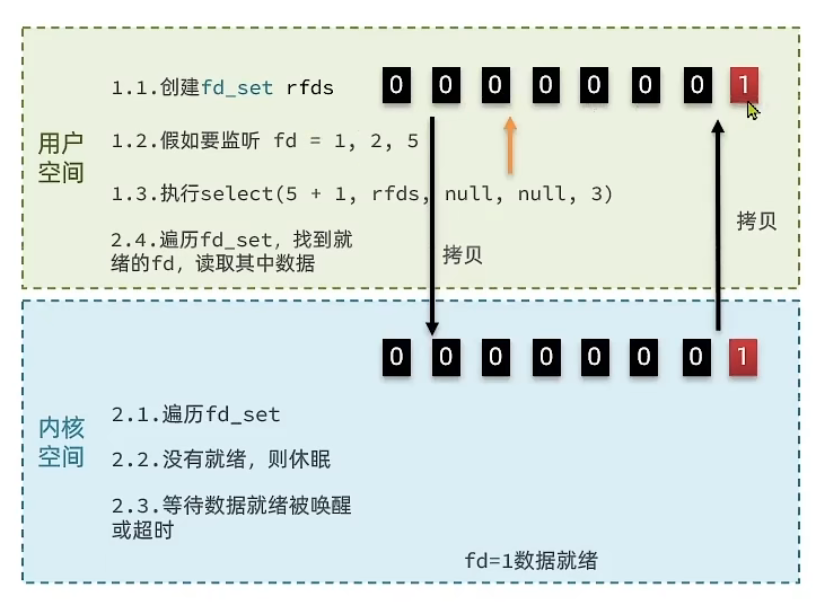 1.1.创建fd_set rfds
0 0 0 0 0 0 0 1
用户
空间
1.2.假如要监听 fd = 1, 2, 5
1.3.执行select(5 + 1, rfds, null, null, 3)
拷贝
2.4.遍历fd_set，找到就
绪的fd，读取其中数据
拷贝
0 0 0 0 0 0 0 1
内核
空间
2.1.遍历fd_set
2.2.没有就绪，则休眠
2.3.等待数据就绪被唤醒
或超时
fd=1数据就绪